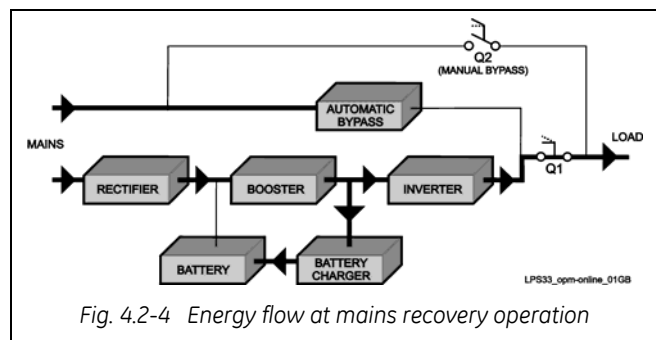 Q2
(MANUAL BYPASS)
AUTOMATIC
BYPASS
MAINS
LOAD
Q1
RECTIFIER
BOOSTER
INVERTER
BATTERY
BATTERY
CHARGER
LPS33_opm-online_01GB
Fig. 4.2-4 Energy flow at mains recovery operation